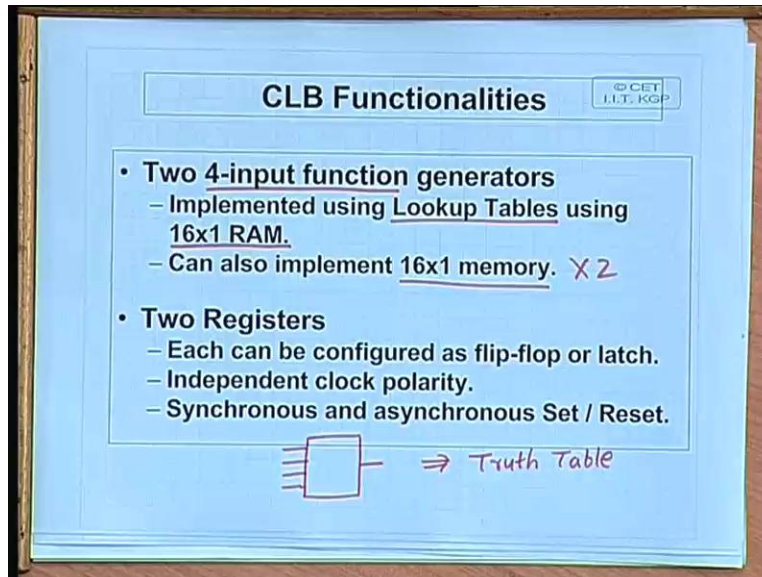 CLB Functionalities
© CET
I.I.T. KGP
• Two 4-input function generators
– Implemented using Lookup Tables using
16x1 RAM.
– Can also implement 16x1 memory. X2
• Two Registers
– Each can be configured as flip-flop or latch.
– Independent clock polarity.
– Synchronous and asynchronous Set / Reset.
⇒ Truth Table